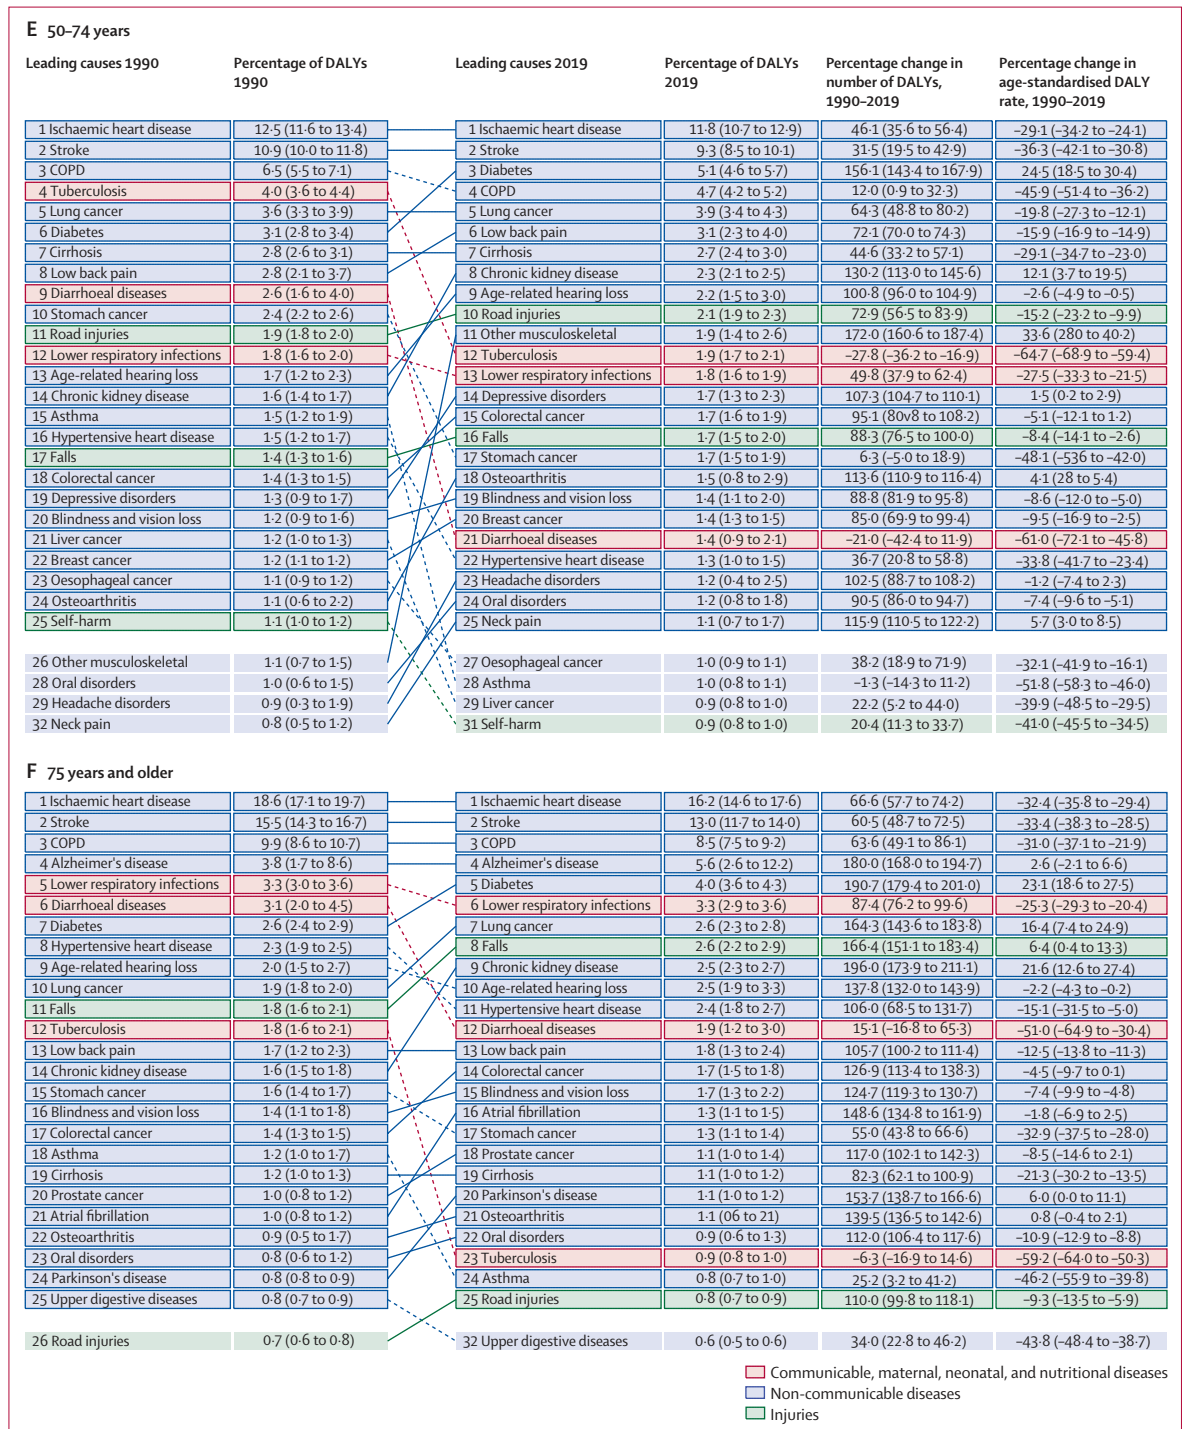 E 50–74 years
Leading causes 1990 Percentage of DALYs 1990 Leading causes 2019 Percentage of DALYs 2019 Percentage change in number of DALYs, 1990–2019 Percentage change in age-standardised DALY rate, 1990–2019
1 Ischaemic heart disease 12·5 (11·6 to 13·4) 1 Ischaemic heart disease 11·8 (10·7 to 12·9) 46·1 (35·6 to 56·4) –29·1 (–34·2 to –24·1)
2 Stroke 10·9 (10·0 to 11·8) 2 Stroke 9·3 (8·5 to 10·1) 31·5 (19·5 to 42·9) –36·3 (–42·1 to –30·8)
3 COPD 6·5 (5·5 to 7·1) 3 Diabetes 5·1 (4·6 to 5·7) 156·1 (143·4 to 167·9) 24·5 (18·5 to 30·4)
4 Tuberculosis 4·0 (3·6 to 4·4) 4 COPD 4·7 (4·2 to 5·2) 12·0 (0·9 to 32·3) –45·9 (–51·4 to –36·2)
5 Lung cancer 3·6 (3·3 to 3·9) 5 Lung cancer 3·9 (3·4 to 4·3) 64·3 (48·8 to 80·2) –19·8 (–27·3 to –12·1)
6 Diabetes 3·1 (2·8 to 3·4) 6 Low back pain 3·1 (2·3 to 4·0) 72·1 (70·0 to 74·3) –15·9 (–16·9 to –14·9)
7 Cirrhosis 2·8 (2·6 to 3·1) 7 Cirrhosis 2·7 (2·4 to 3·0) 44·6 (33·2 to 57·1) –29·1 (–34·7 to –23·0)
8 Low back pain 2·8 (2·1 to 3·7) 8 Chronic kidney disease 2·3 (2·1 to 2·5) 130·2 (113·0 to 145·6) 12·1 (3·7 to 19·5)
9 Diarrhoeal diseases 2·6 (1·6 to 4·0) 9 Age-related hearing loss 2·2 (1·5 to 3·0) 100·8 (96·0 to 104·9) –2·6 (–4·9 to –0·5)
10 Stomach cancer 2·4 (2·2 to 2·6) 10 Road injuries 2·1 (1·9 to 2·3) 72·9 (56·5 to 83·9) –15·2 (–23·2 to –9·9)
11 Road injuries 1·9 (1·8 to 2·0) 11 Other musculoskeletal 1·9 (1·4 to 2·6) 172·0 (160·6 to 187·4) 33·6 (280 to 40·2)
12 Lower respiratory infections 1·8 (1·6 to 2·0) 12 Tuberculosis 1·9 (1·7 to 2·1) –27·8 (–36·2 to –16·9) –64·7 (–68·9 to –59·4)
13 Age-related hearing loss 1·7 (1·2 to 2·3) 13 Lower respiratory infections 1·8 (1·6 to 1·9) 49·8 (37·9 to 62·4) –27·5 (–33·3 to –21·5)
14 Chronic kidney disease 1·6 (1·4 to 1·7) 14 Depressive disorders 1·7 (1·3 to 2·3) 107·3 (104·7 to 110·1) 1·5 (0·2 to 2·9)
15 Asthma 1·5 (1·2 to 1·9) 15 Colorectal cancer 1·7 (1·6 to 1·9) 95·1 (80v8 to 108·2) –5·1 (–12·1 to 1·2)
16 Hypertensive heart disease 1·5 (1·2 to 1·7) 16 Falls 1·7 (1·5 to 2·0) 88·3 (76·5 to 100·0) –8·4 (–14·1 to –2·6)
17 Falls 1·4 (1·3 to 1·6) 17 Stomach cancer 1·7 (1·5 to 1·9) 6·3 (–5·0 to 18·9) –48·1 (–536 to –42·0)
18 Colorectal cancer 1·4 (1·3 to 1·5) 18 Osteoarthritis 1·5 (0·8 to 2·9) 113·6 (110·9 to 116·4) 4·1 (28 to 5·4)
19 Depressive disorders 1·3 (0·9 to 1·7) 19 Blindness and vision loss 1·4 (1·1 to 2·0) 88·8 (81·9 to 95·8) –8·6 (–12·0 to –5·0)
20 Blindness and vision loss 1·2 (0·9 to 1·6) 20 Breast cancer 1·4 (1·3 to 1·5) 85·0 (69·9 to 99·4) –9·5 (–16·9 to –2·5)
21 Liver cancer 1·2 (1·0 to 1·3) 21 Diarrhoeal diseases 1·4 (0·9 to 2·1) –21·0 (–42·4 to 11·9) –61·0 (–72·1 to –45·8)
22 Breast cancer 1·2 (1·1 to 1·2) 22 Hypertensive heart disease 1·3 (1·0 to 1·5) 36·7 (20·8 to 58·8) –33·8 (–41·7 to –23·4)
23 Oesophageal cancer 1·1 (0·9 to 1·2) 23 Headache disorders 1·2 (0·4 to 2·5) 102·5 (88·7 to 108·2) –1·2 (–7·4 to 2·3)
24 Osteoarthritis 1·1 (0·6 to 2·2) 24 Oral disorders 1·2 (0·8 to 1·8) 90·5 (86·0 to 94·7) –7·4 (–9·6 to –5·1)
25 Self-harm 1·1 (1·0 to 1·2) 25 Neck pain 1·1 (0·7 to 1·7) 115·9 (110·5 to 122·2) 5·7 (3·0 to 8·5)
26 Other musculoskeletal 1·1 (0·7 to 1·5) 27 Oesophageal cancer 1·0 (0·9 to 1·1) 38·2 (18·9 to 71·9) –32·1 (–41·9 to –16·1)
28 Oral disorders 1·0 (0·6 to 1·5) 28 Asthma 1·0 (0·8 to 1·1) –1·3 (–14·3 to 11·2) –51·8 (–58·3 to –46·0)
29 Headache disorders 0·9 (0·3 to 1·9) 29 Liver cancer 0·9 (0·8 to 1·0) 22·2 (5·2 to 44·0) –39·9 (–48·5 to –29·5)
32 Neck pain 0·8 (0·5 to 1·2) 31 Self-harm 0·9 (0·8 to 1·0) 20·4 (11·3 to 33·7) –41·0 (–45·5 to –34·5)
F 75 years and older
1 Ischaemic heart disease 18·6 (17·1 to 19·7) 1 Ischaemic heart disease 16·2 (14·6 to 17·6) 66·6 (57·7 to 74·2) –32·4 (–35·8 to –29·4)
2 Stroke 15·5 (14·3 to 16·7) 2 Stroke 13·0 (11·7 to 14·0) 60·5 (48·7 to 72·5) –33·4 (–38·3 to –28·5)
3 COPD 9·9 (8·6 to 10·7) 3 COPD 8·5 (7·5 to 9·2) 63·6 (49·1 to 86·1) –31·0 (–37·1 to –21·9)
4 Alzheimer's disease 3·8 (1·7 to 8·6) 4 Alzheimer's disease 5·6 (2·6 to 12·2) 180·0 (168·0 to 194·7) 2·6 (–2·1 to 6·6)
5 Lower respiratory infections 3·3 (3·0 to 3·6) 5 Diabetes 4·0 (3·6 to 4·3) 190·7 (179·4 to 201·0) 23·1 (18·6 to 27·5)
6 Diarrhoeal diseases 3·1 (2·0 to 4·5) 6 Lower respiratory infections 3·3 (2·9 to 3·6) 87·4 (76·2 to 99·6) –25·3 (–29·3 to –20·4)
7 Diabetes 2·6 (2·4 to 2·9) 7 Lung cancer 2·6 (2·3 to 2·8) 164·3 (143·6 to 183·8) 16·4 (7·4 to 24·9)
8 Hypertensive heart disease 2·3 (1·9 to 2·5) 8 Falls 2·6 (2·2 to 2·9) 166·4 (151·1 to 183·4) 6·4 (0·4 to 13·3)
9 Age-related hearing loss 2·0 (1·5 to 2·7) 9 Chronic kidney disease 2·5 (2·3 to 2·7) 196·0 (173·9 to 211·1) 21·6 (12·6 to 27·4)
10 Lung cancer 1·9 (1·8 to 2·0) 10 Age-related hearing loss 2·5 (1·9 to 3·3) 137·8 (132·0 to 143·9) –2·2 (–4·3 to –0·2)
11 Falls 1·8 (1·6 to 2·1) 11 Hypertensive heart disease 2·4 (1·8 to 2·7) 106·0 (68·5 to 131·7) –15·1 (–31·5 to –5·0)
12 Tuberculosis 1·8 (1·6 to 2·1) 12 Diarrhoeal diseases 1·9 (1·2 to 3·0) 15·1 (–16·8 to 65·3) –51·0 (–64·9 to –30·4)
13 Low back pain 1·7 (1·2 to 2·3) 13 Low back pain 1·8 (1·3 to 2·4) 105·7 (100·2 to 111·4) –12·5 (–13·8 to –11·3)
14 Chronic kidney disease 1·6 (1·5 to 1·8) 14 Colorectal cancer 1·7 (1·5 to 1·8) 126·9 (113·4 to 138·3) –4·5 (–9·7 to 0·1)
15 Stomach cancer 1·6 (1·4 to 1·7) 15 Blindness and vision loss 1·7 (1·3 to 2·2) 124·7 (119·3 to 130·7) –7·4 (–9·9 to –4·8)
16 Blindness and vision loss 1·4 (1·1 to 1·8) 16 Atrial fibrillation 1·3 (1·1 to 1·5) 148·6 (134·8 to 161·9) –1·8 (–6·9 to 2·5)
17 Colorectal cancer 1·4 (1·3 to 1·5) 17 Stomach cancer 1·3 (1·1 to 1·4) 55·0 (43·8 to 66·6) –32·9 (–37·5 to –28·0)
18 Asthma 1·2 (1·0 to 1·7) 18 Prostate cancer 1·1 (1·0 to 1·4) 117·0 (102·1 to 142·3) –8·5 (–14·6 to 2·1)
19 Cirrhosis 1·2 (1·0 to 1·3) 19 Cirrhosis 1·1 (1·0 to 1·2) 82·3 (62·1 to 100·9) –21·3 (–30·2 to –13·5)
20 Prostate cancer 1·0 (0·8 to 1·2) 20 Parkinson's disease 1·1 (1·0 to 1·2) 153·7 (138·7 to 166·6) 6·0 (0·0 to 11·1)
21 Atrial fibrillation 1·0 (0·8 to 1·2) 21 Osteoarthritis 1·1 (06 to 21) 139·5 (136·5 to 142·6) 0·8 (–0·4 to 2·1)
22 Osteoarthritis 0·9 (0·5 to 1·7) 22 Oral disorders 0·9 (0·6 to 1·3) 112·0 (106·4 to 117·6) –10·9 (–12·9 to –8·8)
23 Oral disorders 0·8 (0·6 to 1·2) 23 Tuberculosis 0·9 (0·8 to 1·0) –6·3 (–16·9 to 14·6) –59·2 (–64·0 to –50·3)
24 Parkinson's disease 0·8 (0·8 to 0·9) 24 Asthma 0·8 (0·7 to 1·0) 25·2 (3·2 to 41·2) –46·2 (–55·9 to –39·8)
25 Upper digestive diseases 0·8 (0·7 to 0·9) 25 Road injuries 0·8 (0·7 to 0·9) 110·0 (99·8 to 118·1) –9·3 (–13·5 to –5·9)
26 Road injuries 0·7 (0·6 to 0·8) 32 Upper digestive diseases 0·6 (0·5 to 0·6) 34·0 (22·8 to 46·2) –43·8 (–48·4 to –38·7)
Communicable, maternal, neonatal, and nutritional diseases
Non-communicable diseases
Injuries